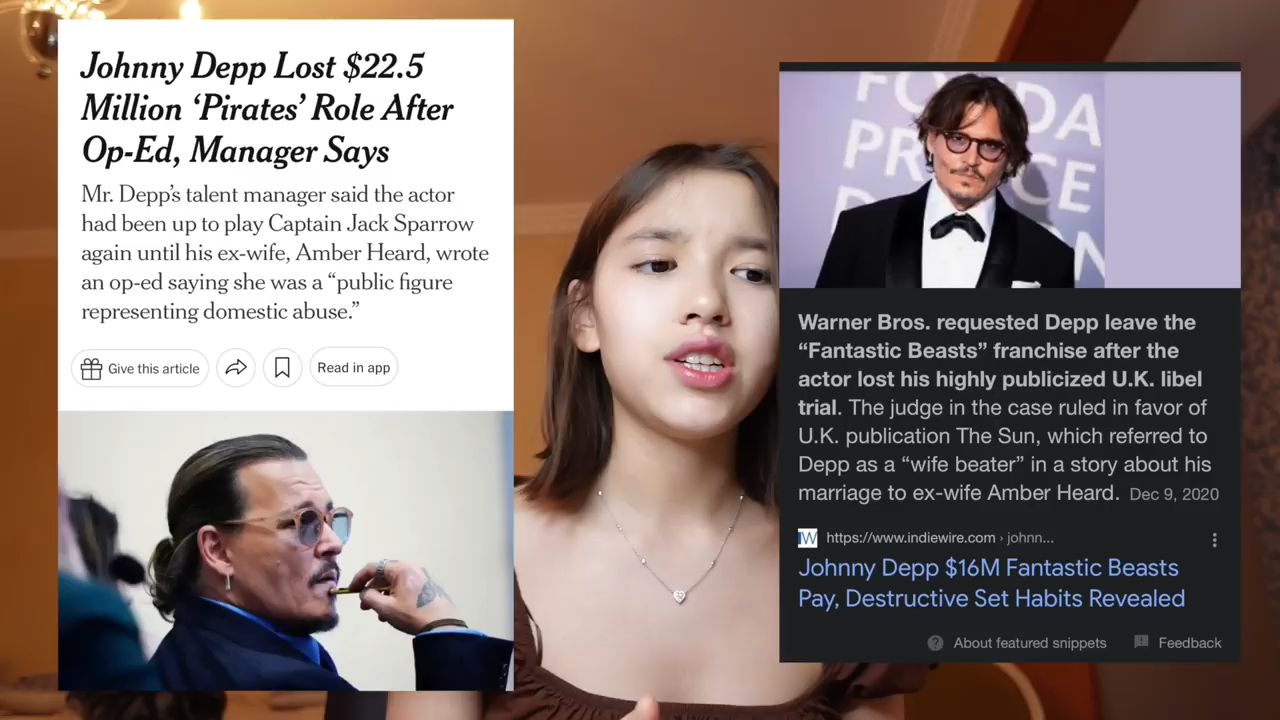 Johnny Depp Lost $22.5
Million ‘Pirates’ Role After
Op-Ed, Manager Says
Mr. Depp’s talent manager said the actor
had been up to play Captain Jack Sparrow
again until his ex-wife, Amber Heard, wrote
an op-ed saying she was a “public figure
representing domestic abuse.”
Give this article
Read in app
Warner Bros. requested Depp leave the
“Fantastic Beasts” franchise after the
actor lost his highly publicized U.K. libel
trial. The judge in the case ruled in favor of
U.K. publication The Sun, which referred to
Depp as a “wife beater” in a story about his
marriage to ex-wife Amber Heard. Dec 9, 2020
IW https://www.indiewire.com › johnn...
Johnny Depp $16M Fantastic Beasts
Pay, Destructive Set Habits Revealed
About featured snippets Feedback